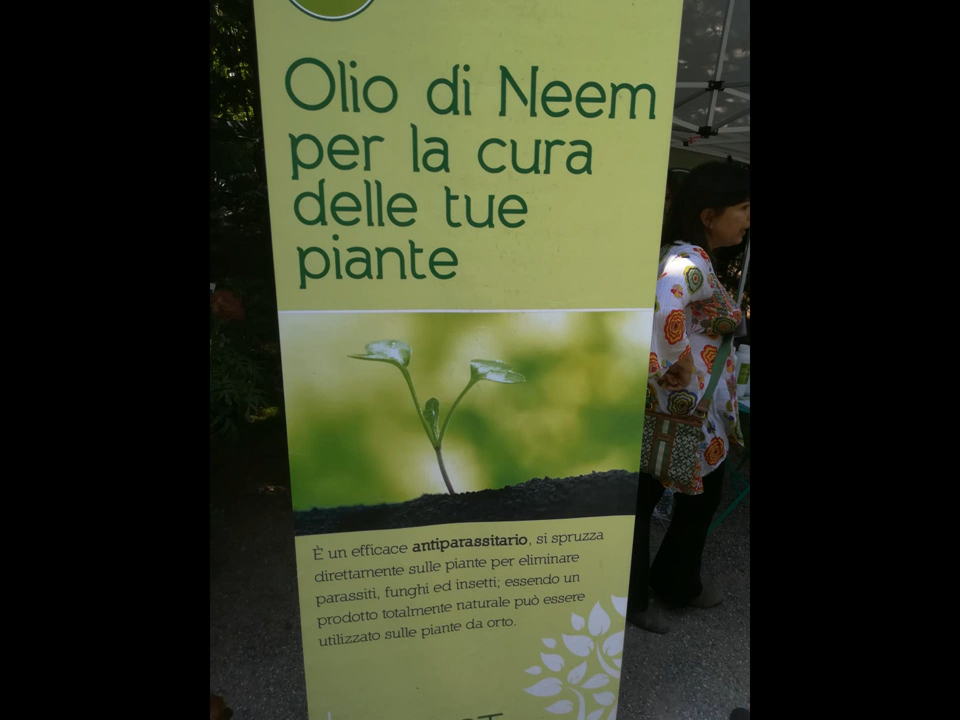 Olio di Neem
per la cura
delle tue
piante
È un efficace antiparassitario, si spruzza
direttamente sulle piante per eliminare
parassiti, funghi ed insetti; essendo un
prodotto totalmente naturale può essere
utilizzato sulle piante da orto.